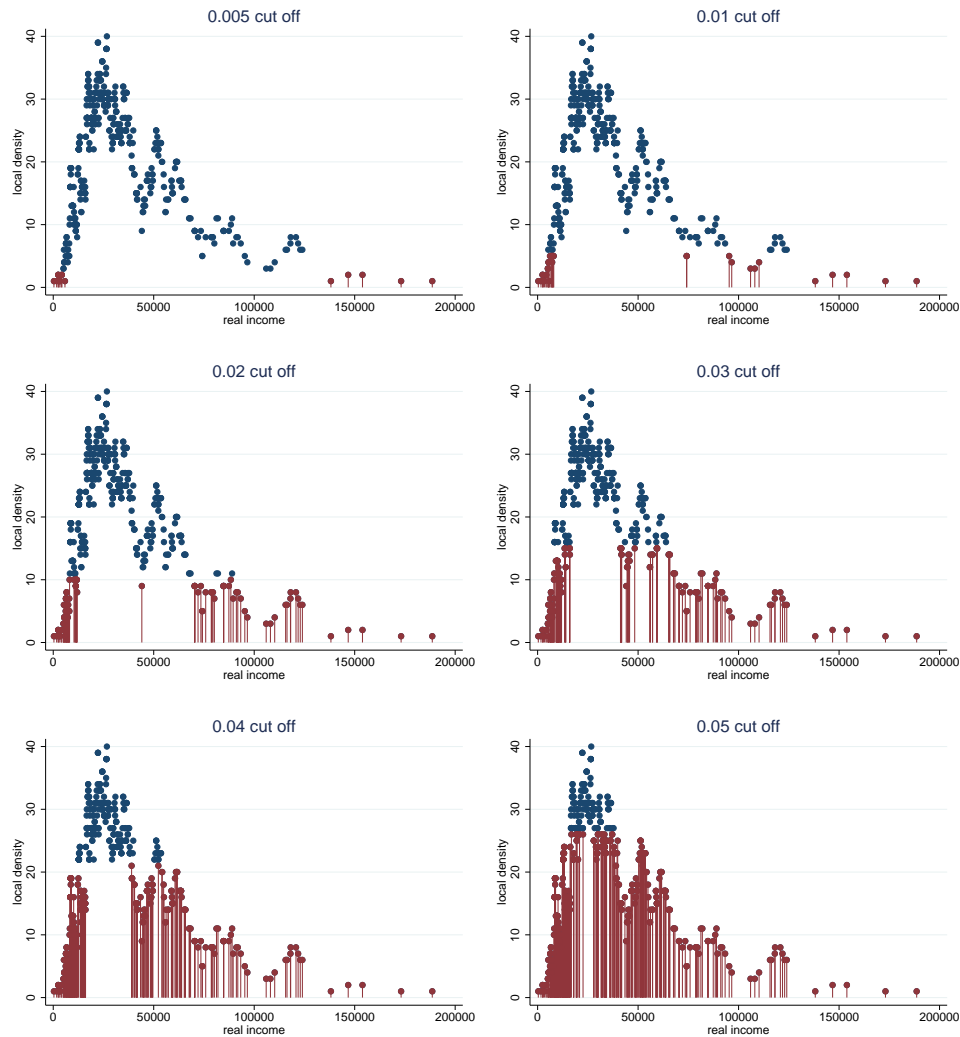 0.005 cut off
local density
40
30
20
10
0
0 50000 100000 150000 200000
real income
0.01 cut off
local density
40
30
20
10
0
0 50000 100000 150000 200000
real income
0.02 cut off
local density
40
30
20
10
0
0 50000 100000 150000 200000
real income
0.03 cut off
local density
40
30
20
10
0
0 50000 100000 150000 200000
real income
0.04 cut off
local density
40
30
20
10
0
0 50000 100000 150000 200000
real income
0.05 cut off
local density
40
30
20
10
0
0 50000 100000 150000 200000
real income